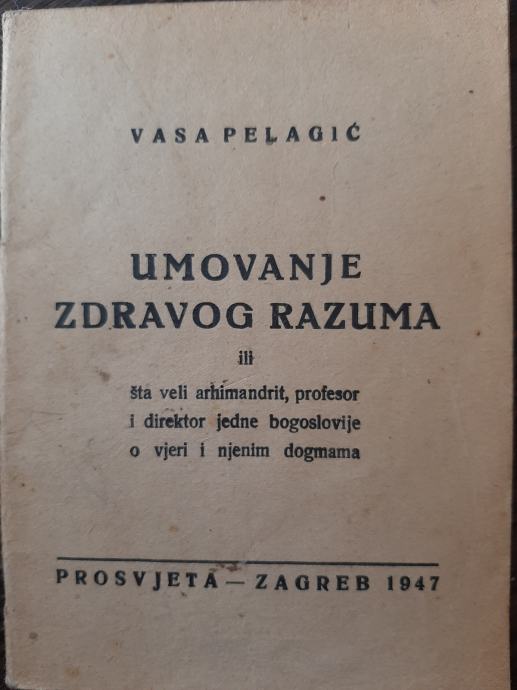 VASA PELAGIĆ
UMOVANJE
ZDRAVOG RAZUMA
ili
šta veli arhimandrit, profesor
i direktor jedne bogoslovije
o vjeri i njenim dogmama
PROSVJETA — ZAGREB 1947